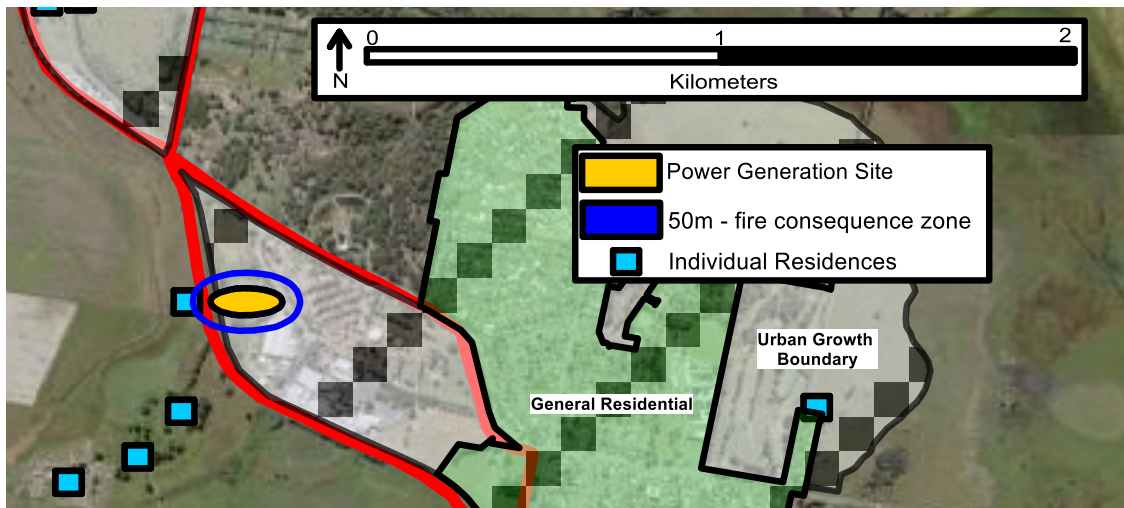 0 1 2
N Kilometers
Power Generation Site
50m - fire consequence zone
Individual Residences
Urban Growth
Boundary
General Residential